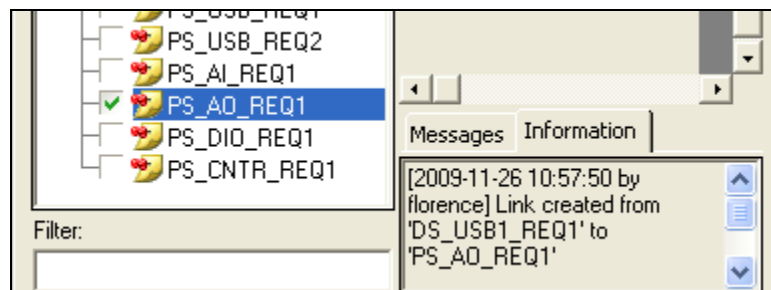 PS_USB_REQ1
PS_USB_REQ2
PS_AI_REQ1
PS_AO_REQ1
PS_DIO_REQ1
PS_CNTR_REQ1
Filter:
Messages Information
[2009-11-26 10:57:50 by
florence] Link created from
'DS_USB1_REQ1' to
'PS_AO_REQ1'